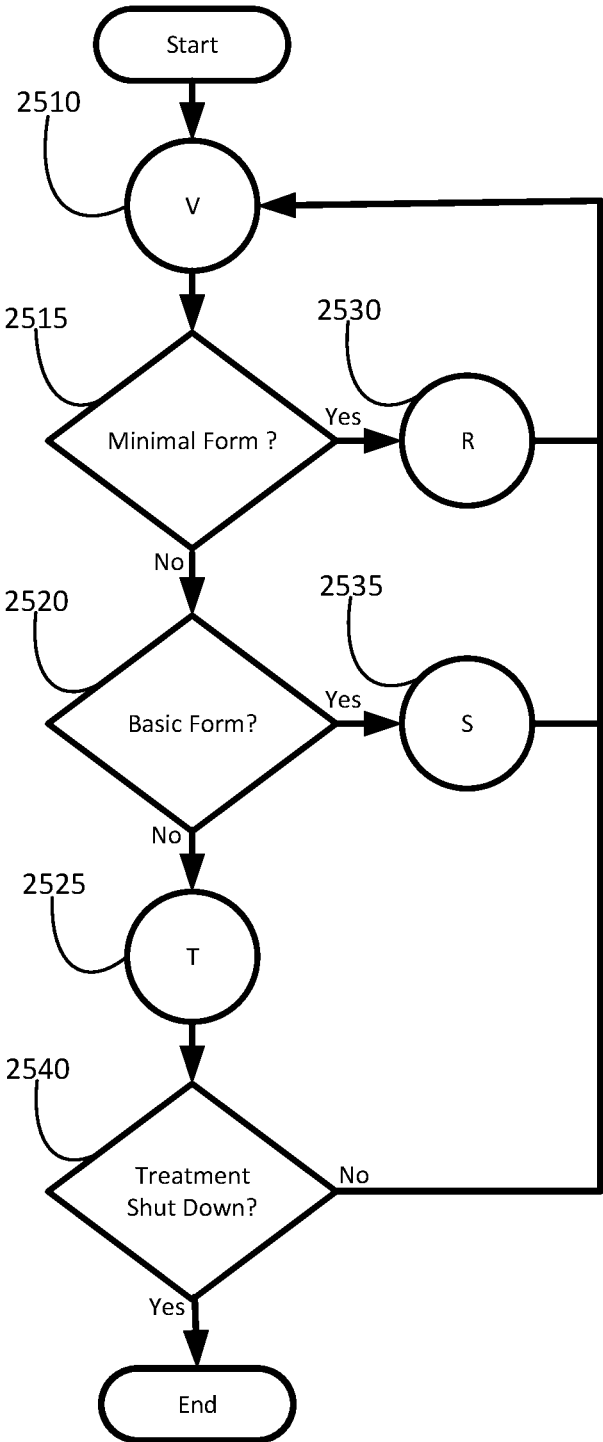 Start
2510
V
2515
2530
Minimal Form ?
Yes
R
No
2520
2535
Basic Form?
Yes
S
No
2525
T
2540
Treatment
Shut Down?
No
Yes
End